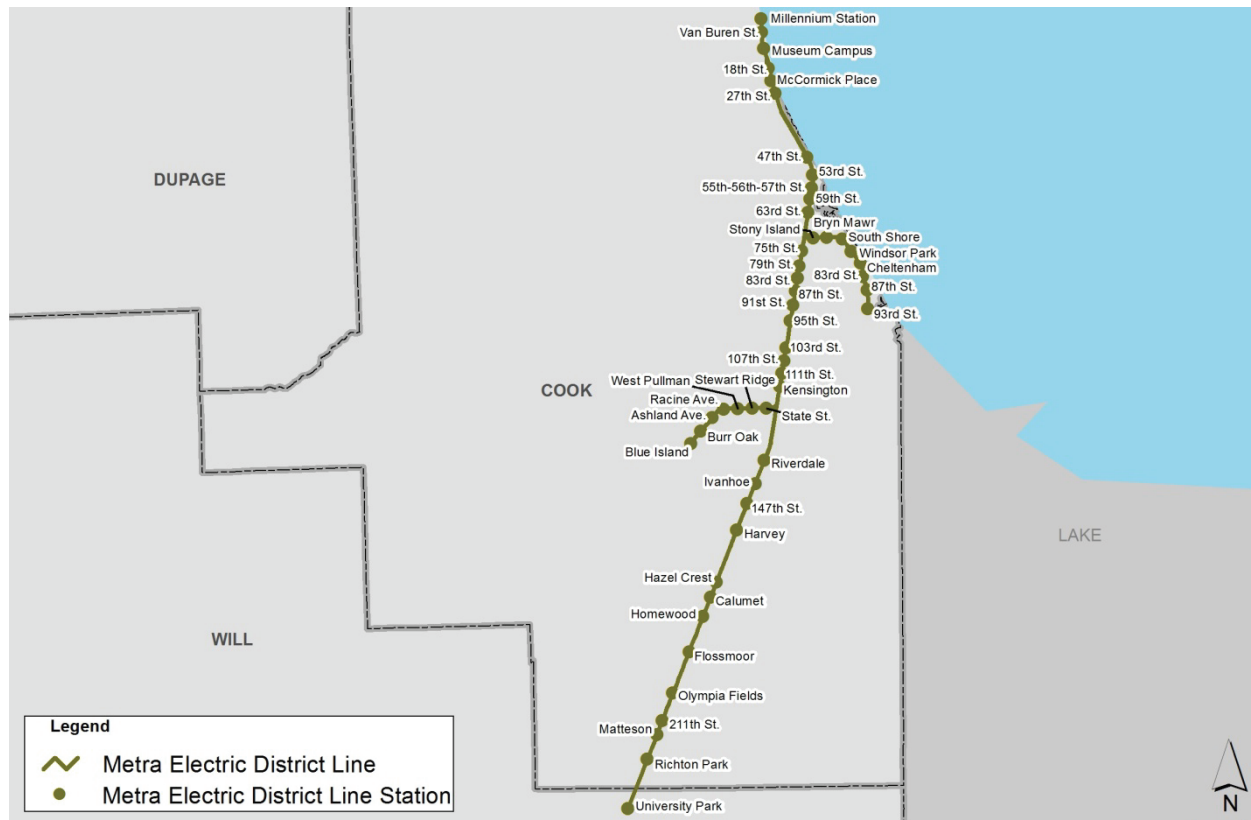 Millennium Station
Van Buren St.
Museum Campus
18th St.
McCormick Place
27th St.
47th St.
53rd St.
DUPAGE
55th-56th-57th St.
59th St.
63rd St.
Bryn Mawr
Stony Island
South Shore
75th St.
Windsor Park
79th St.
Cheltenham
83rd St.
83rd St.
87th St.
87th St.
91st St.
93rd St.
95th St.
103rd St.
107th St.
111th St.
West Pullman
Stewart Ridge
COOK
Kensington
Racine Ave.
Ashland Ave.
State St.
Burr Oak
Blue Island
Riverdale
Ivanhoe
147th St.
Harvey
LAKE
Hazel Crest
Calumet
Homewood
WILL
Flossmoor
Olympia Fields
211th St.
Matteson
Richton Park
University Park
Legend
Metra Electric District Line
Metra Electric District Line Station
N